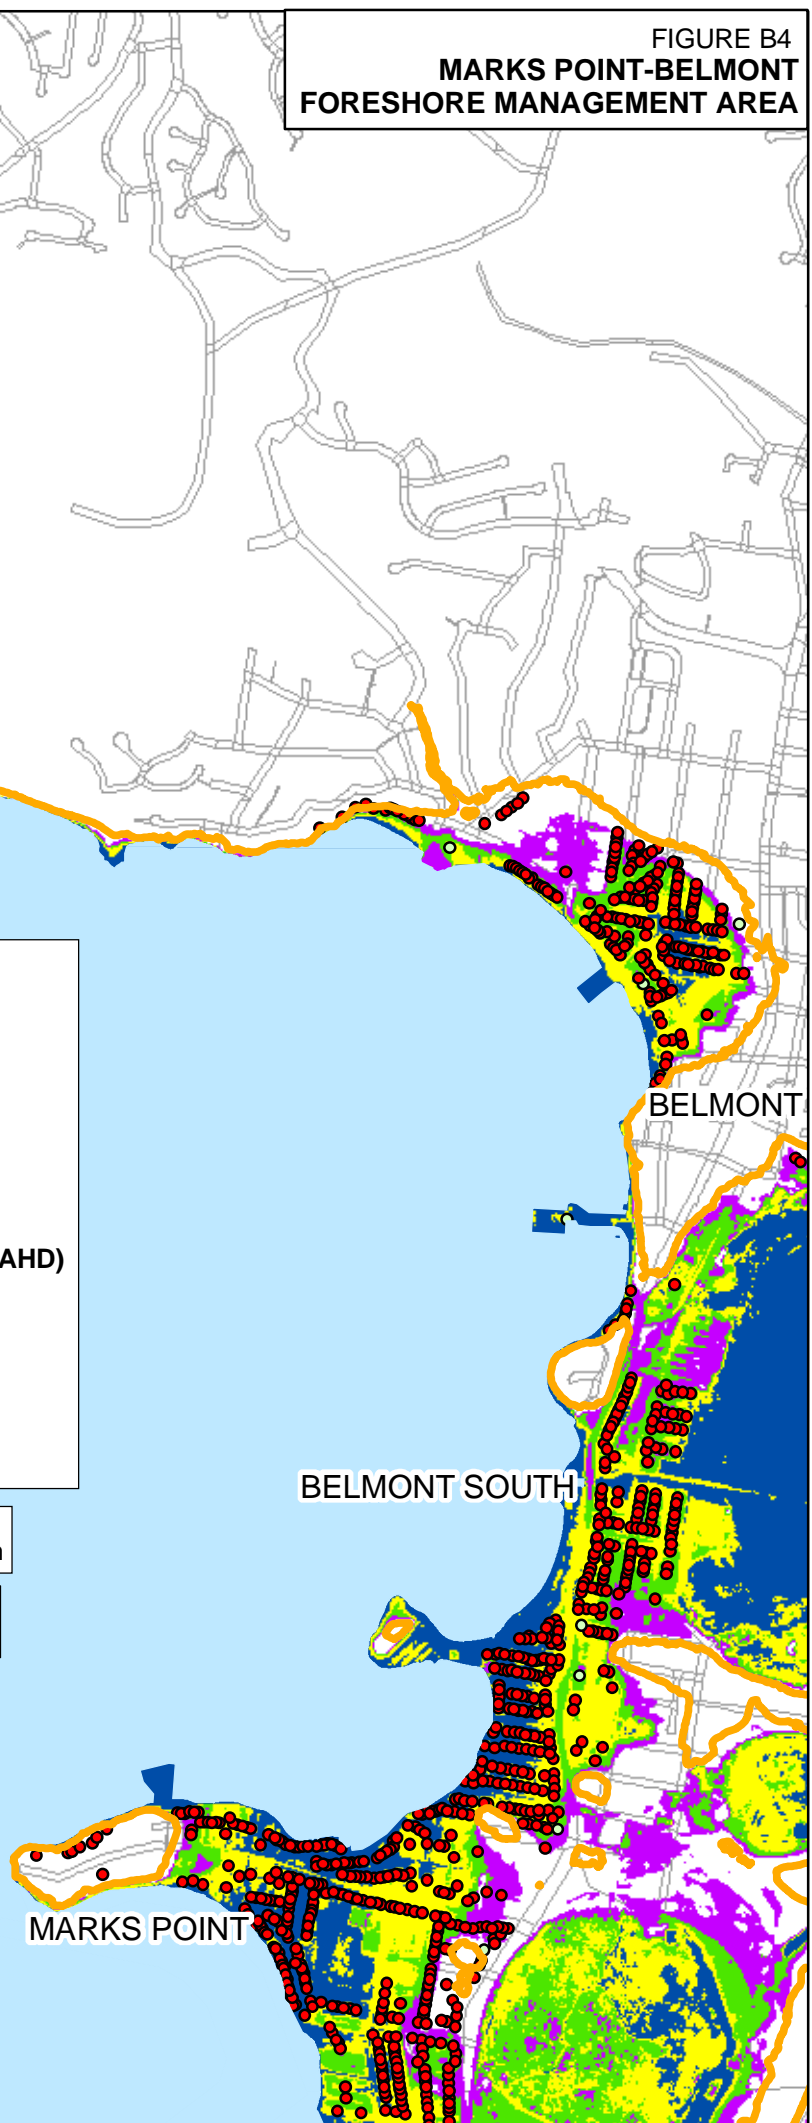 FIGURE B4
MARKS POINT-BELMONT
FORESHORE MANAGEMENT AREA
BELMONT
AHD)
BELMONT SOUTH
MARKS POINT